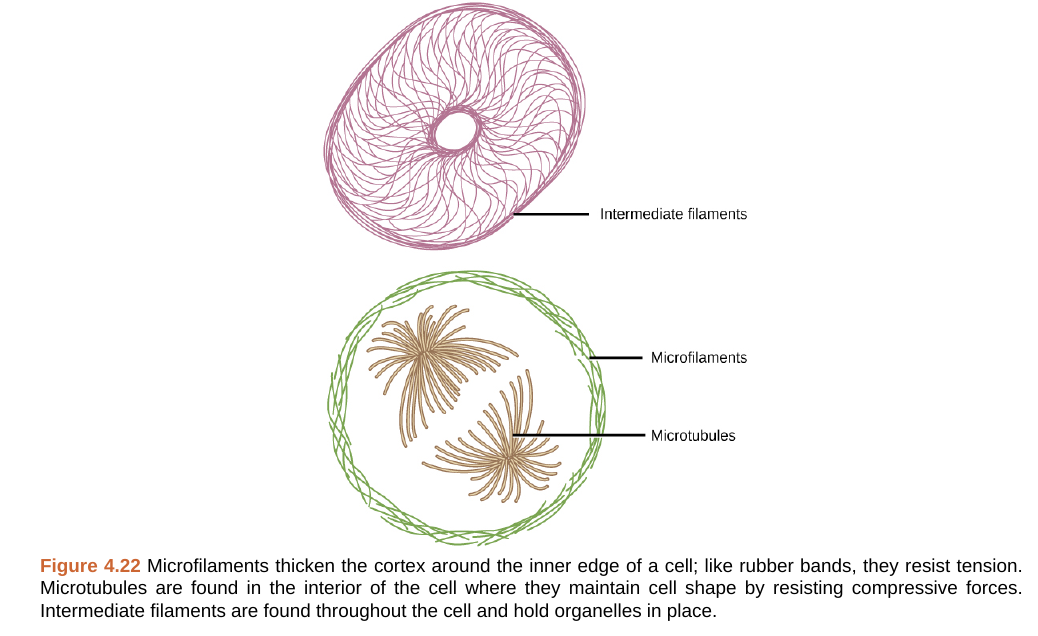 Intermediate filaments
Microfilaments
Microtubules
Figure 4.22 Microfilaments thicken the cortex around the inner edge of a cell; like rubber bands, they resist tension.
Microtubules are found in the interior of the cell where they maintain cell shape by resisting compressive forces.
Intermediate filaments are found throughout the cell and hold organelles in place.